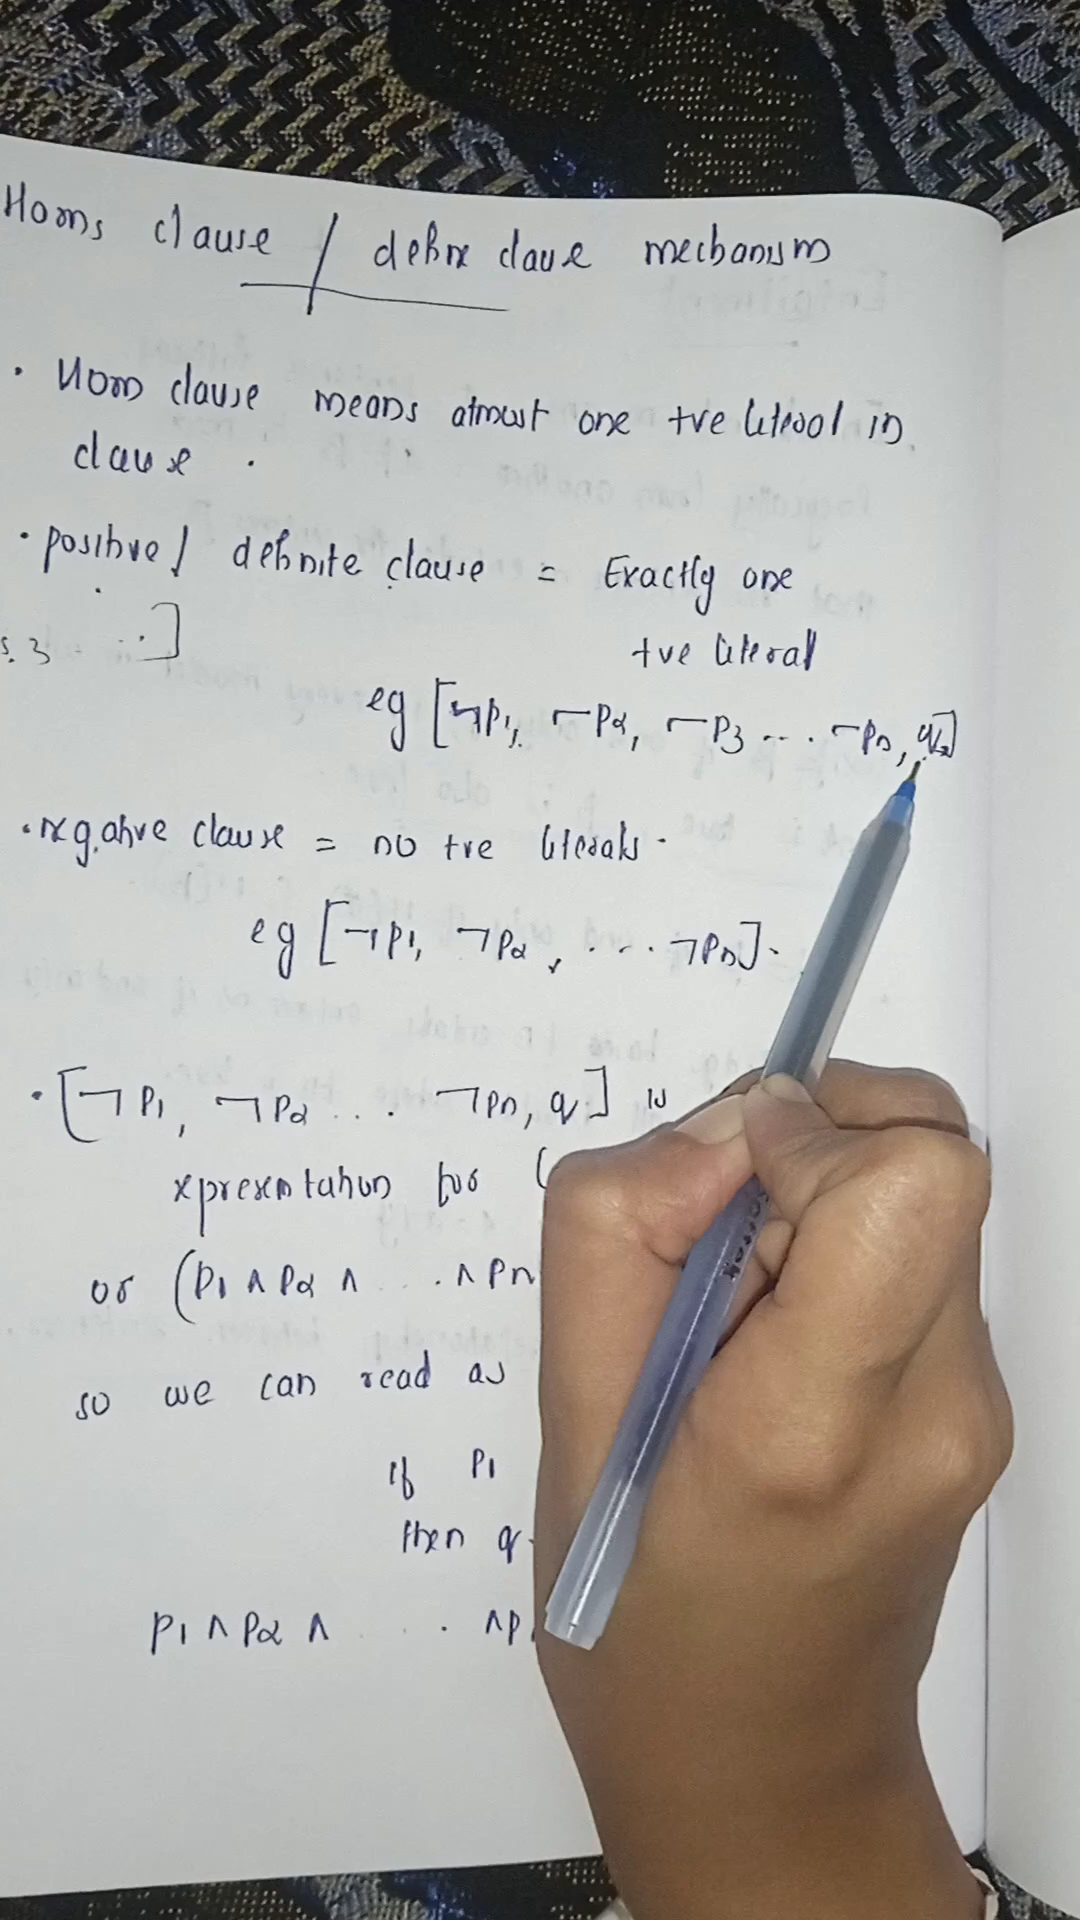 Horns clause / define clause mechanism
• Horn clause means atmost one +ve literal in
clause .
• positive / definite clause = Exactly one
+ve literal
eg [¬p1, ¬p2, ¬p3 ... ¬pn, q]
• negative clause = no +ve literals .
eg [¬p1, ¬p2, .... ¬pn].
• [¬p1, ¬p2 ... ¬pn, q] is
representation for (
or (p1 ∧ p2 ∧ ... ∧ pn
so we can read as
if p1
then q
p1 ∧ p2 ∧ ... ∧p
softek